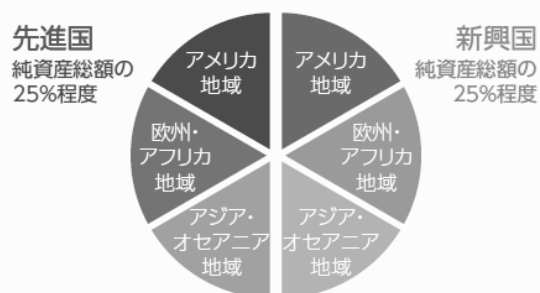 先進国
純資産総額の
25%程度
新興国
純資産総額の
25%程度
アメリカ
地域
アメリカ
地域
欧州・
アフリカ
地域
欧州・
アフリカ
地域
アジア・
オセアニア
地域
アジア・
オセアニア
地域